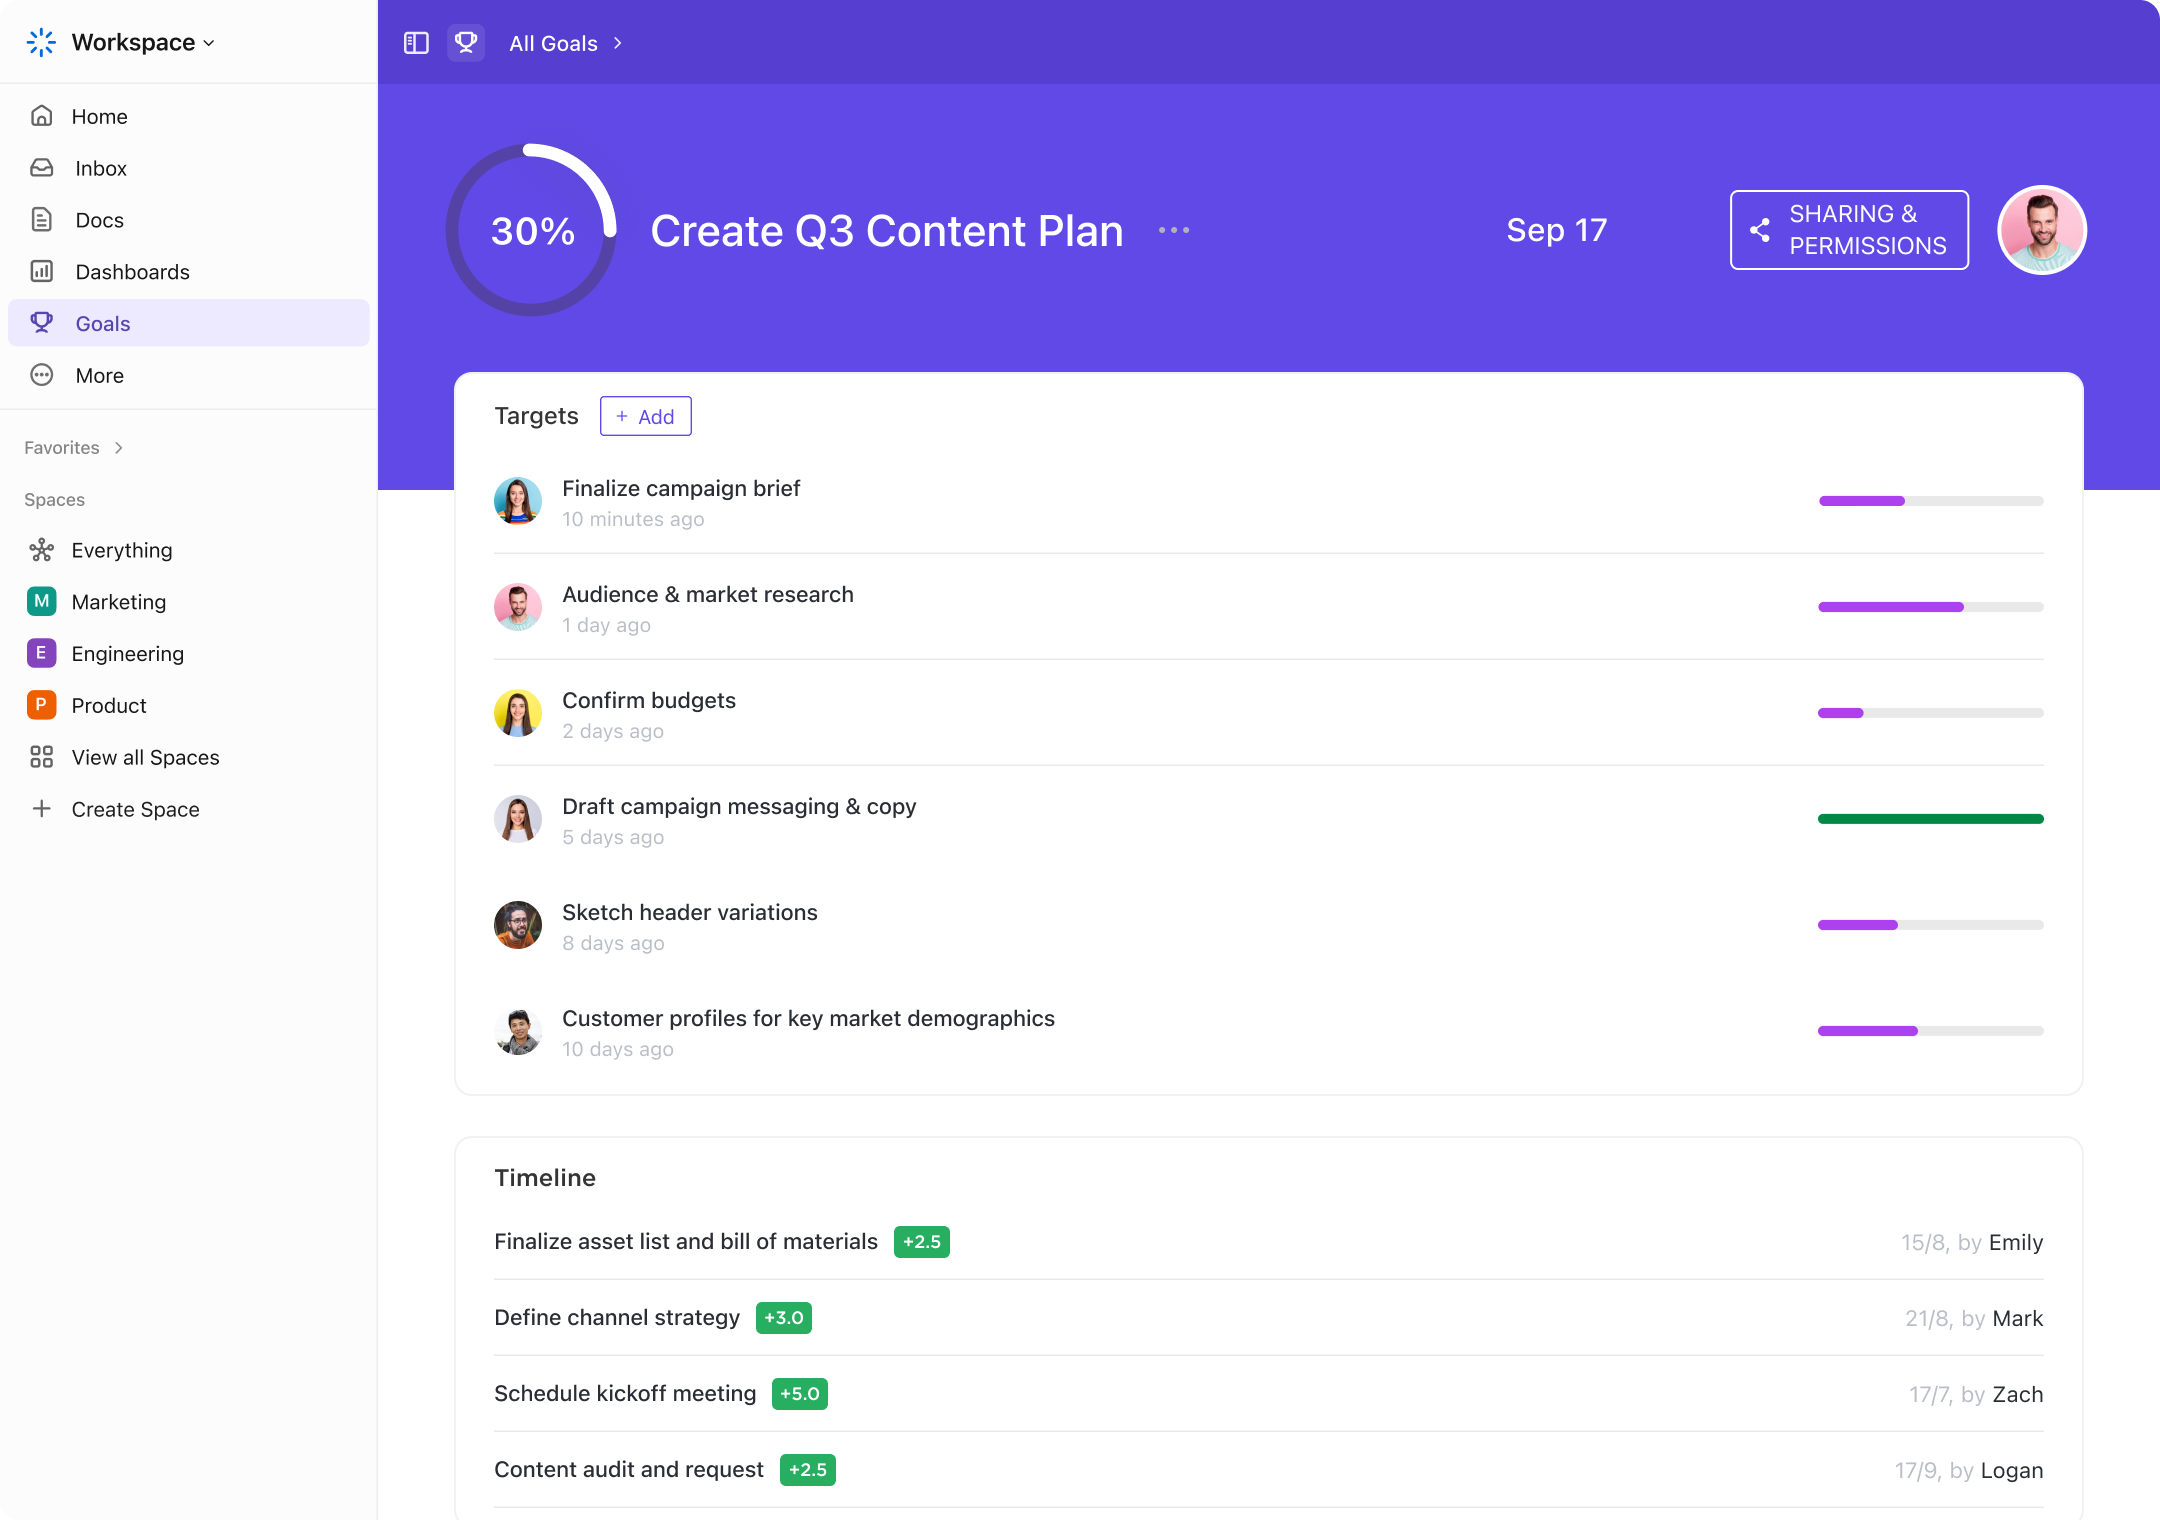 Workspace
Home
Inbox
Docs
Dashboards
Goals
More
Favorites
Spaces
Everything
M Marketing
E Engineering
P Product
View all Spaces
Create Space
All Goals
30%
Create Q3 Content Plan
Sep 17
SHARING &
PERMISSIONS
Targets
+ Add
Finalize campaign brief
10 minutes ago
Audience & market research
1 day ago
Confirm budgets
2 days ago
Draft campaign messaging & copy
5 days ago
Sketch header variations
8 days ago
Customer profiles for key market demographics
10 days ago
Timeline
Finalize asset list and bill of materials +2.5 15/8, by Emily
Define channel strategy +3.0 21/8, by Mark
Schedule kickoff meeting +5.0 17/7, by Zach
Content audit and request +2.5 17/9, by Logan